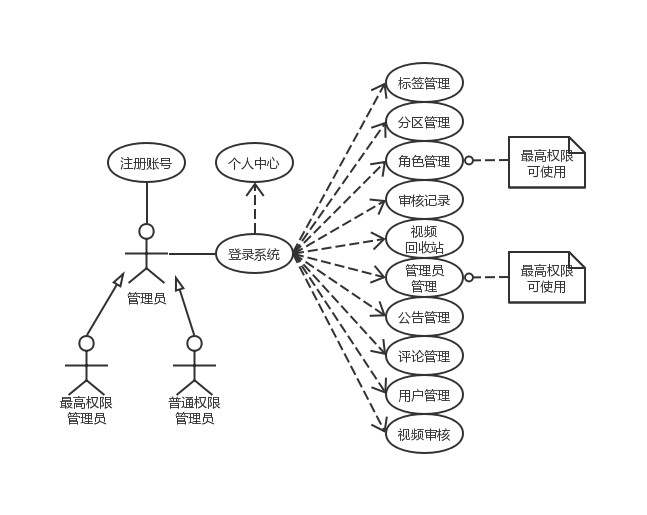 标签管理
分区管理
角色管理
最高权限
可使用
注册账号
个人中心
审核记录
视频
回收站
登录系统
管理员
管理员
管理
最高权限
可使用
公告管理
评论管理
最高权限
管理员
普通权限
管理员
用户管理
视频审核